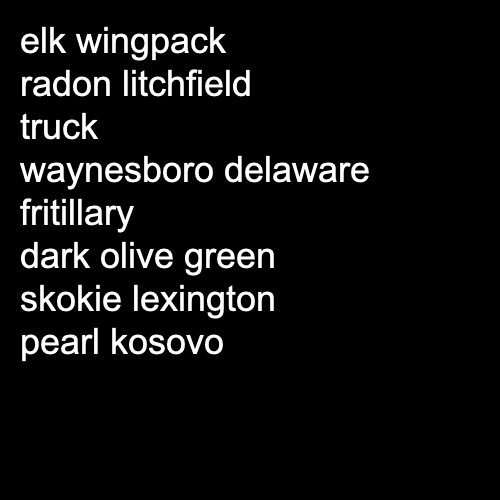 elk wingpack
radon litchfield
truck
waynesboro delaware
fritillary
dark olive green
skokie lexington
pearl kosovo